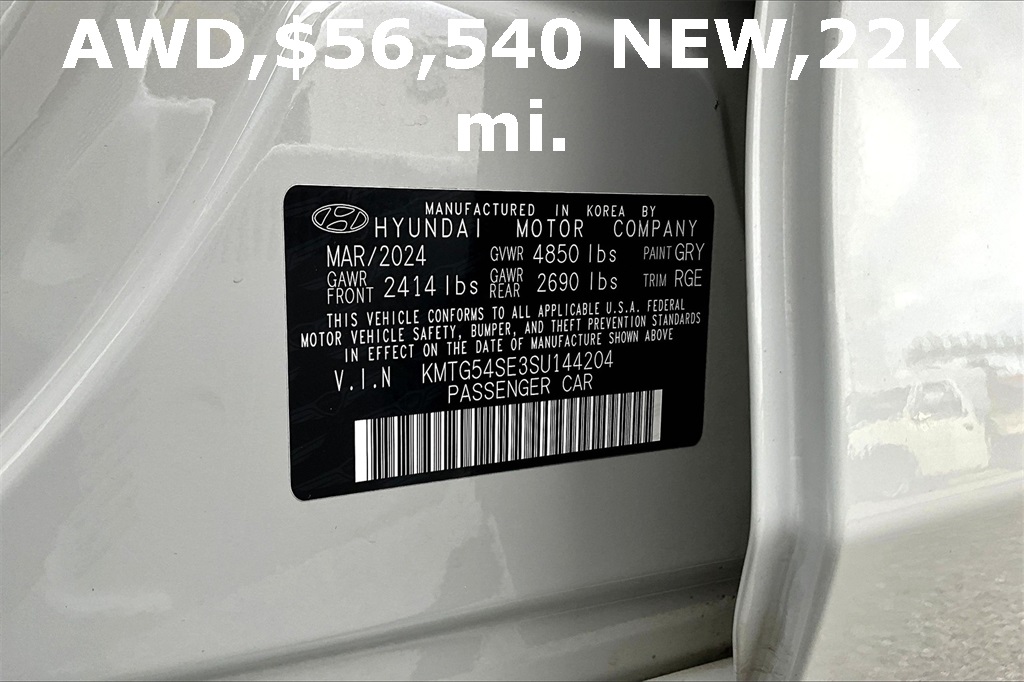 AWD,$56,540 NEW,22K
mi.
MANUFACTURED IN KOREA BY
HYUNDAI MOTOR COMPANY
MAR/2024 GVWR 4850 lbs PAINT GRY
GAWR FRONT 2414 lbs GAWR REAR 2690 lbs TRIM RGE
THIS VEHICLE CONFORMS TO ALL APPLICABLE U.S.A. FEDERAL
MOTOR VEHICLE SAFETY, BUMPER, AND THEFT PREVENTION STANDARDS
IN EFFECT ON THE DATE OF MANUFACTURE SHOWN ABOVE
V.I.N KMTG54SE3SU144204
PASSENGER CAR